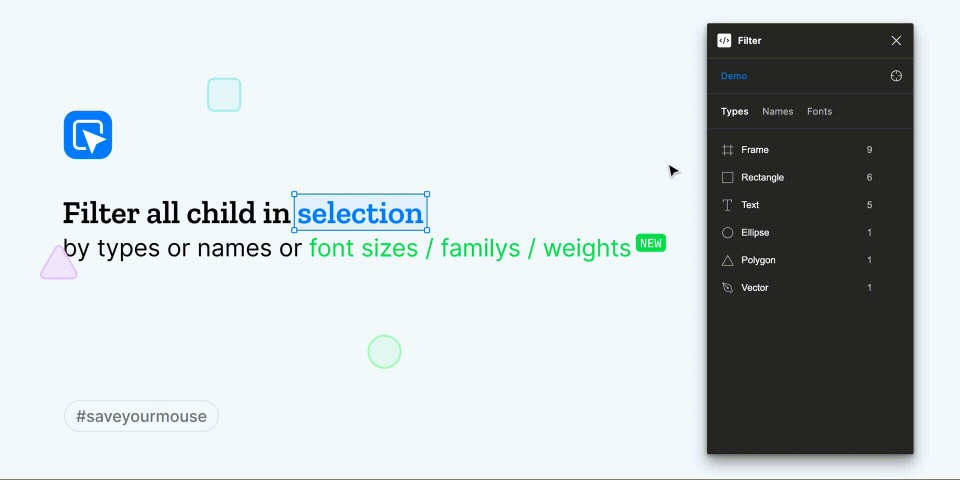 Filter all child in selection
by types or names or font sizes / familys / weights NEW
#saveyourmouse
Filter
Demo
Types Names Fonts
Frame 9
Rectangle 6
Text 5
Ellipse 1
Polygon 1
Vector 1